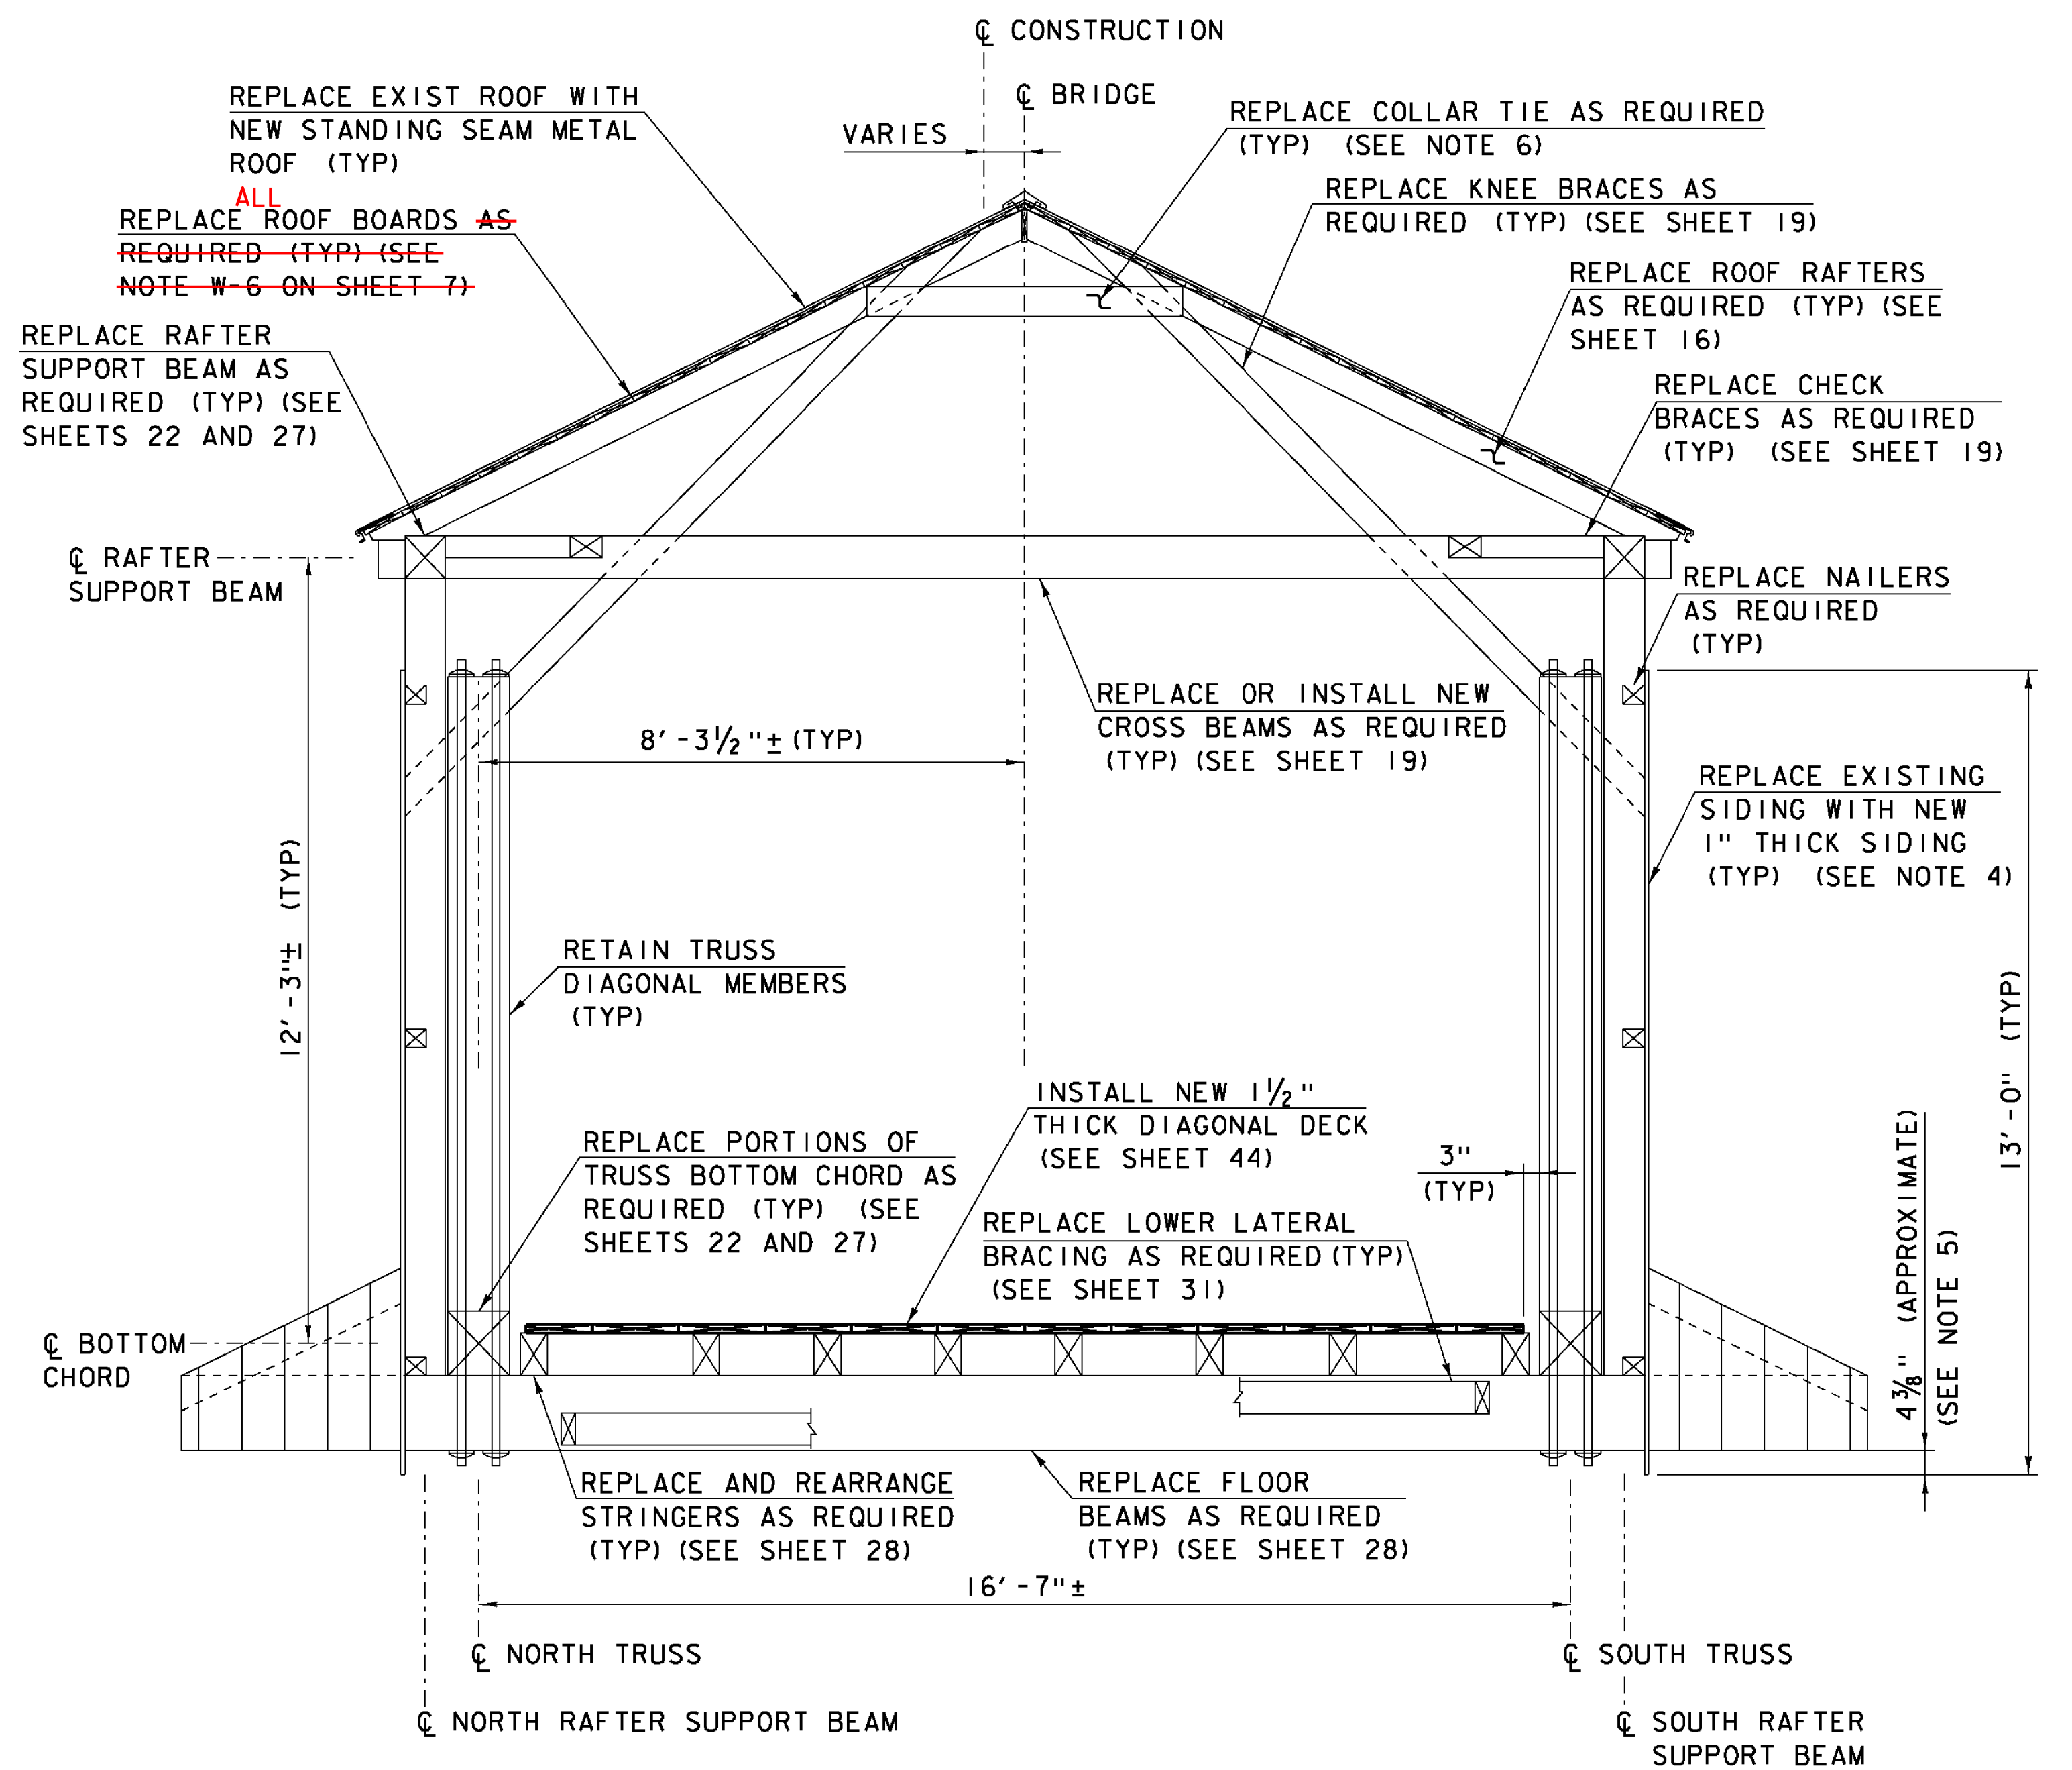 ℄ CONSTRUCTION
℄ BRIDGE
VARIES
REPLACE EXIST ROOF WITH
NEW STANDING SEAM METAL
ROOF (TYP)
ALL
REPLACE ROOF BOARDS AS
REQUIRED (TYP) (SEE
NOTE W-6 ON SHEET 7)
REPLACE RAFTER
SUPPORT BEAM AS
REQUIRED (TYP) (SEE
SHEETS 22 AND 27)
REPLACE COLLAR TIE AS REQUIRED
(TYP) (SEE NOTE 6)
REPLACE KNEE BRACES AS
REQUIRED (TYP) (SEE SHEET 19)
REPLACE ROOF RAFTERS
AS REQUIRED (TYP) (SEE
SHEET 16)
REPLACE CHECK
BRACES AS REQUIRED
(TYP) (SEE SHEET 19)
℄ RAFTER
SUPPORT BEAM
REPLACE NAILERS
AS REQUIRED
(TYP)
REPLACE OR INSTALL NEW
CROSS BEAMS AS REQUIRED
(TYP) (SEE SHEET 19)
8'-3½"± (TYP)
REPLACE EXISTING
SIDING WITH NEW
1" THICK SIDING
(TYP) (SEE NOTE 4)
12'-3"± (TYP)
RETAIN TRUSS
DIAGONAL MEMBERS
(TYP)
13'-0" (TYP)
INSTALL NEW 1½"
THICK DIAGONAL DECK
(SEE SHEET 44)
3"
(TYP)
REPLACE PORTIONS OF
TRUSS BOTTOM CHORD AS
REQUIRED (TYP) (SEE
SHEETS 22 AND 27)
REPLACE LOWER LATERAL
BRACING AS REQUIRED (TYP)
(SEE SHEET 31)
4⅜" (APPROXIMATE)
(SEE NOTE 5)
℄ BOTTOM
CHORD
REPLACE AND REARRANGE
STRINGERS AS REQUIRED
(TYP) (SEE SHEET 28)
REPLACE FLOOR
BEAMS AS REQUIRED
(TYP) (SEE SHEET 28)
16'-7"±
℄ NORTH TRUSS
℄ SOUTH TRUSS
℄ NORTH RAFTER SUPPORT BEAM
℄ SOUTH RAFTER
SUPPORT BEAM